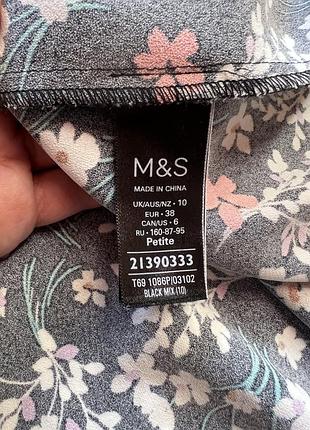 M&S
MADE IN CHINA
UK/AUS/NZ • 10
EUR • 38
CAN/US • 6
RU • 160-87-95
Petite
21390333
T69 1086P/03102
BLACK MIX (10)